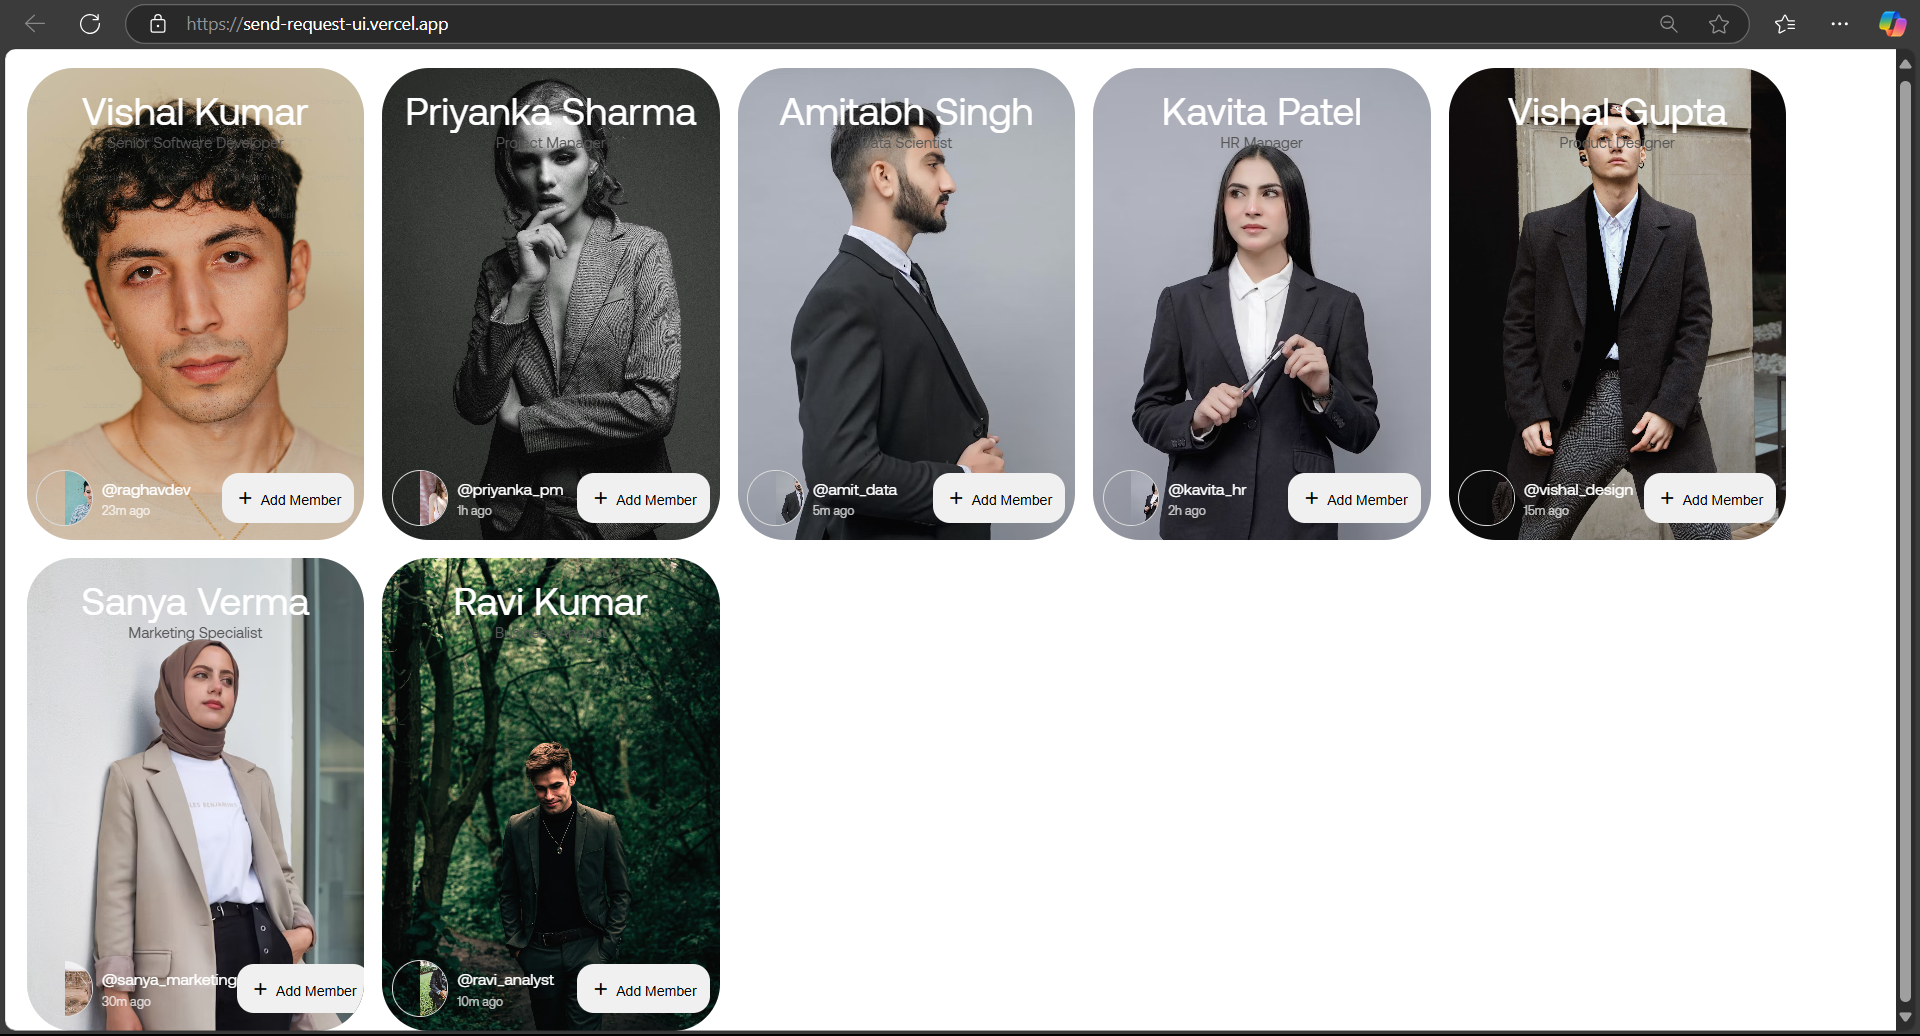 https://send-request-ui.vercel.app
Vishal Kumar
Senior Software Developer
@raghavdev
23m ago
+ Add Member
Priyanka Sharma
Project Manager
@priyanka_pm
1h ago
+ Add Member
Amitabh Singh
Data Scientist
@amit_data
5m ago
+ Add Member
Kavita Patel
HR Manager
@kavita_hr
2h ago
+ Add Member
Vishal Gupta
Product Designer
@vishal_design
15m ago
+ Add Member
Sanya Verma
Marketing Specialist
@sanya_marketing
30m ago
+ Add Member
Ravi Kumar
@ravi_analyst
10m ago
+ Add Member